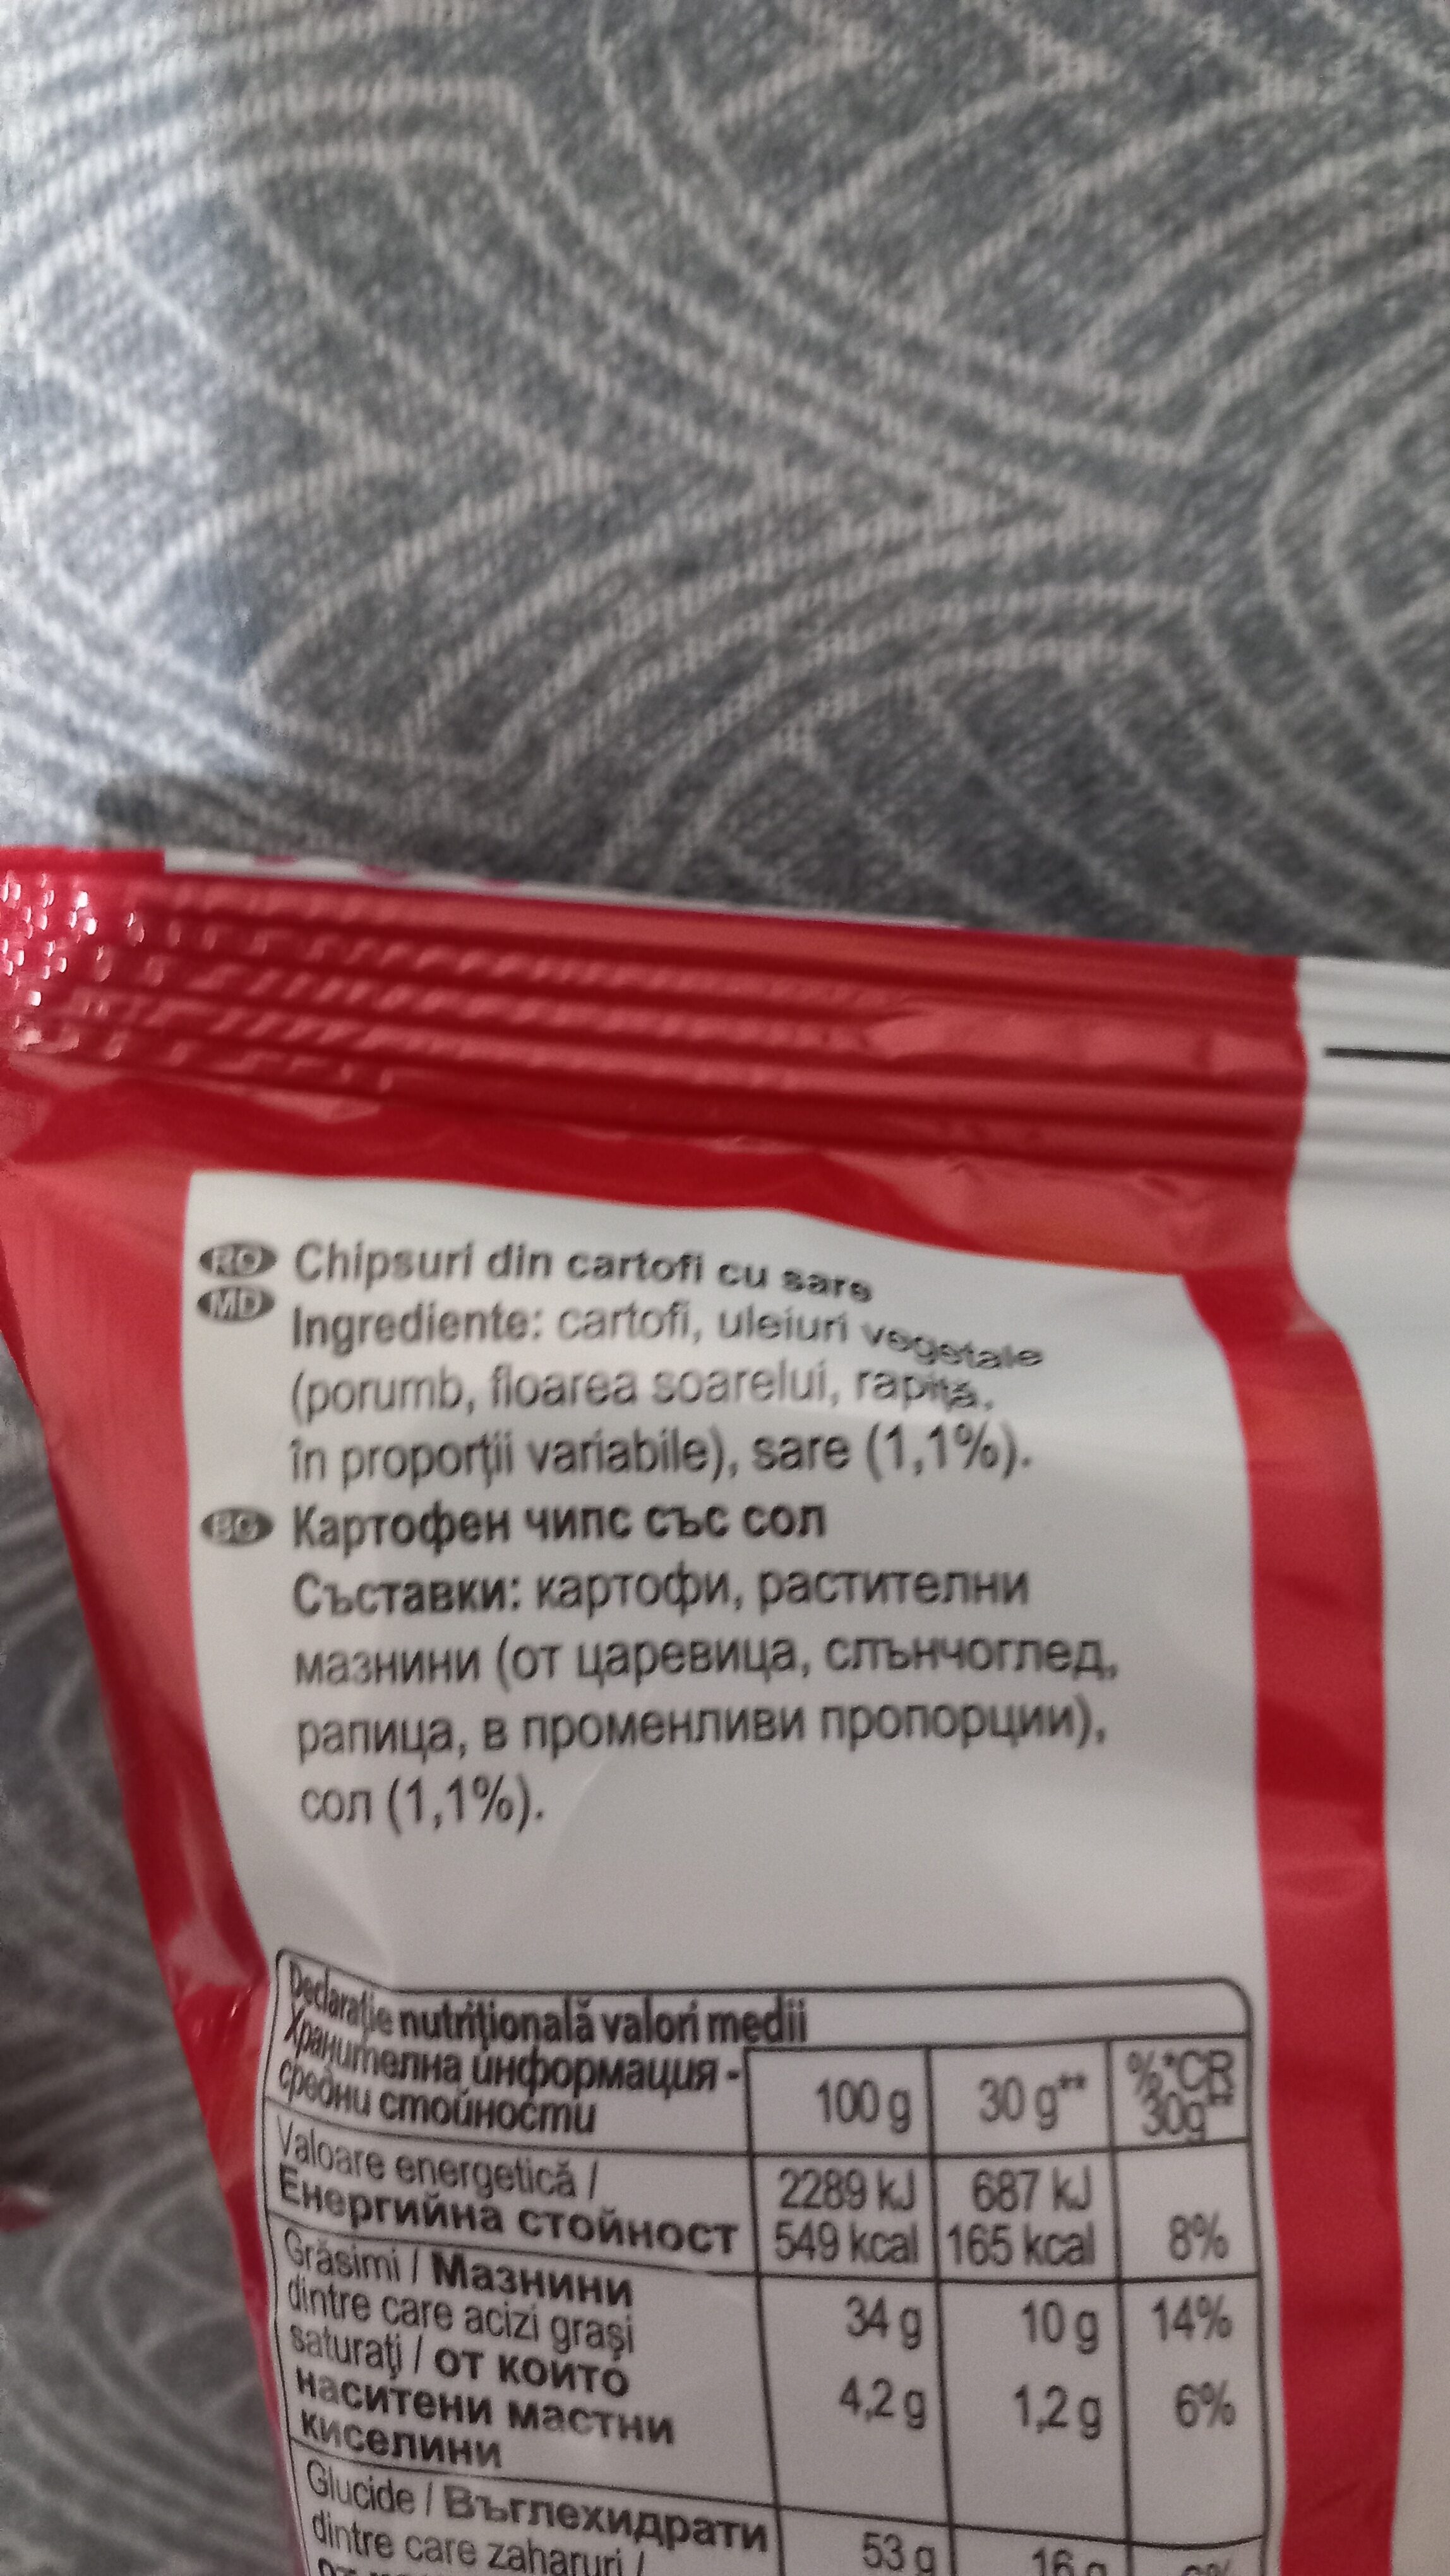 RO Chipsuri din cartofi cu sare
MD Ingrediente: cartofi, uleiuri vegetale
(porumb, floarea soarelui, rapiță,
în proporții variabile), sare (1,1%).
BG Картофен чипс със сол
Съставки: картофи, растителни
мазнини (от царевица, слънчоглед,
рапица, в променливи пропорции),
сол (1,1%).
Declarație nutrițională valori medii
Хранителна информация -
средни стойности
100 g 30 g** %*CR
30g**
Valoare energetică /
Енергийна стойност
2289 kJ 687 kJ
549 kcal 165 kcal 8%
Grăsimi / Мазнини
34 g 10 g 14%
dintre care acizi grași
saturați / от които
наситени мастни
киселини
4,2 g 1,2 g 6%
Glucide / Въглехидрати
53 g 16 g
dintre care zaharuri /